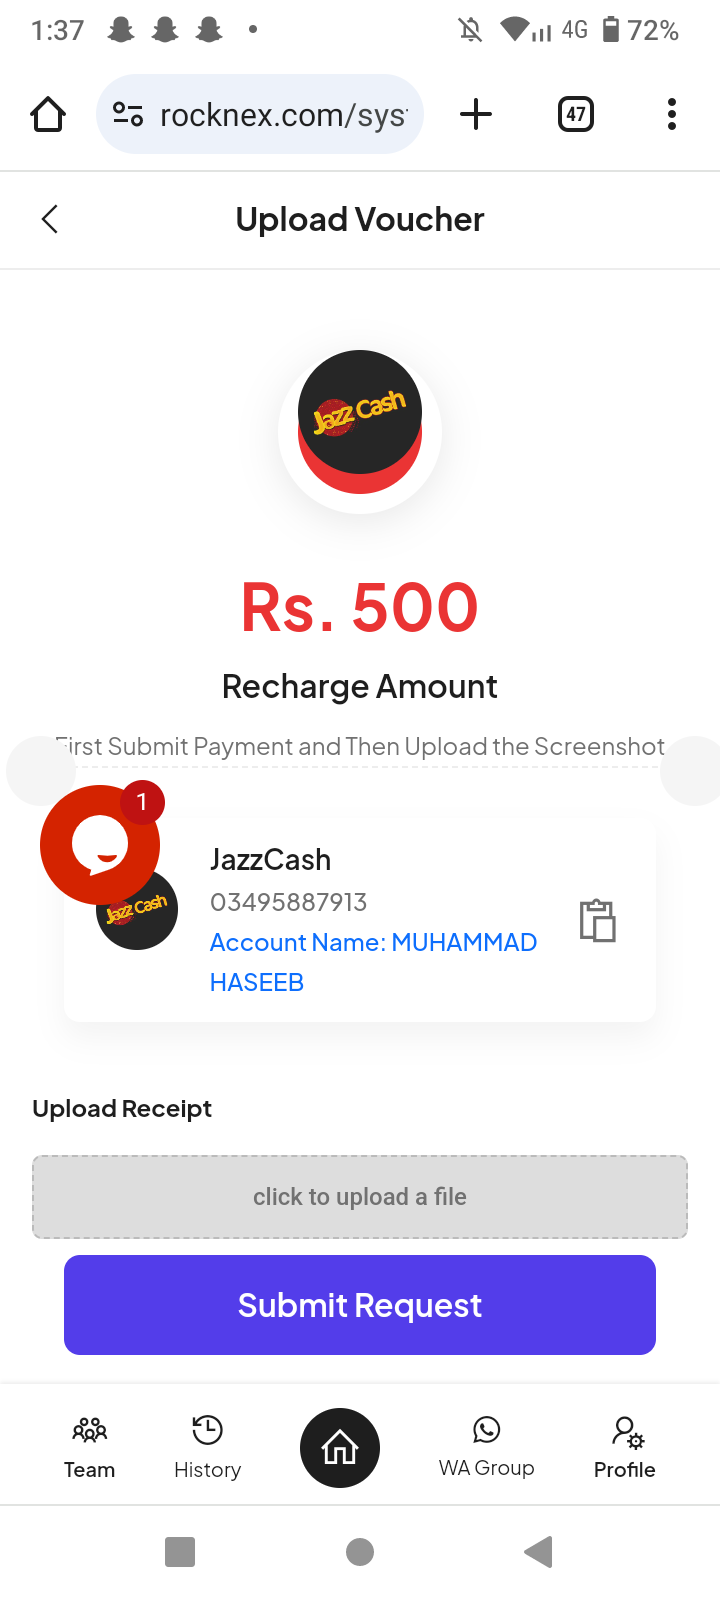 1:37
4G
72%
rocknex.com/sys
47
Upload Voucher
Jazz Cash
Rs. 500
Recharge Amount
First Submit Payment and Then Upload the Screenshot
1
JazzCash
Jazz Cash
03495887913
Account Name: MUHAMMAD
HASEEB
Upload Receipt
click to upload a file
Submit Request
Team
History
WA Group
Profile